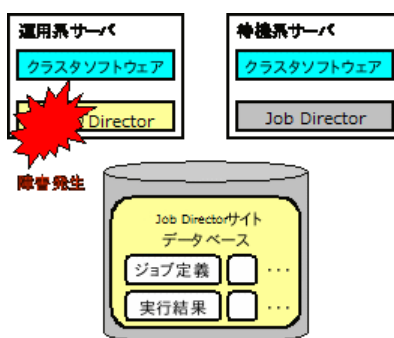 運用系サーバ
クラスタソフトウェア
Director
障害発生
待機系サーバ
クラスタソフトウェア
Job Director
Job Directorサイト
データベース
ジョブ定義 ...
実行結果 ...